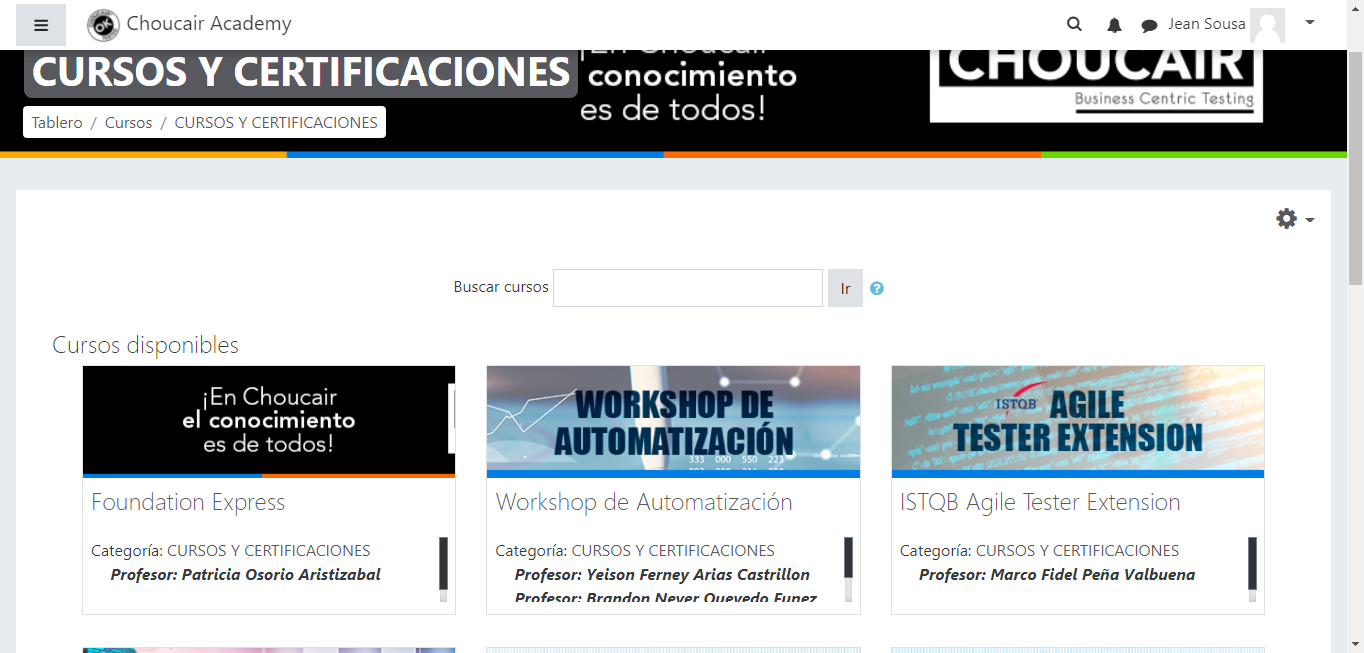 Choucair Academy
Jean Sousa
¡En Choucair
CURSOS Y CERTIFICACIONES
conocimiento
es de todos!
CHOUCAIR
Business Centric Testing
Tablero / Cursos / CURSOS Y CERTIFICACIONES
Buscar cursos
Ir
?
Cursos disponibles
¡En Choucair
el conocimiento
es de todos!
Foundation Express
Categoría: CURSOS Y CERTIFICACIONES
Profesor: Patricia Osorio Aristizabal
WORKSHOP DE
AUTOMATIZACIÓN
333 000 550 223
Workshop de Automatización
Categoría: CURSOS Y CERTIFICACIONES
Profesor: Yeison Ferney Arias Castrillon
Profesor: Brandon Never Quevedo Funez
ISTQB AGILE
TESTER EXTENSION
ISTQB Agile Tester Extension
Categoría: CURSOS Y CERTIFICACIONES
Profesor: Marco Fidel Peña Valbuena